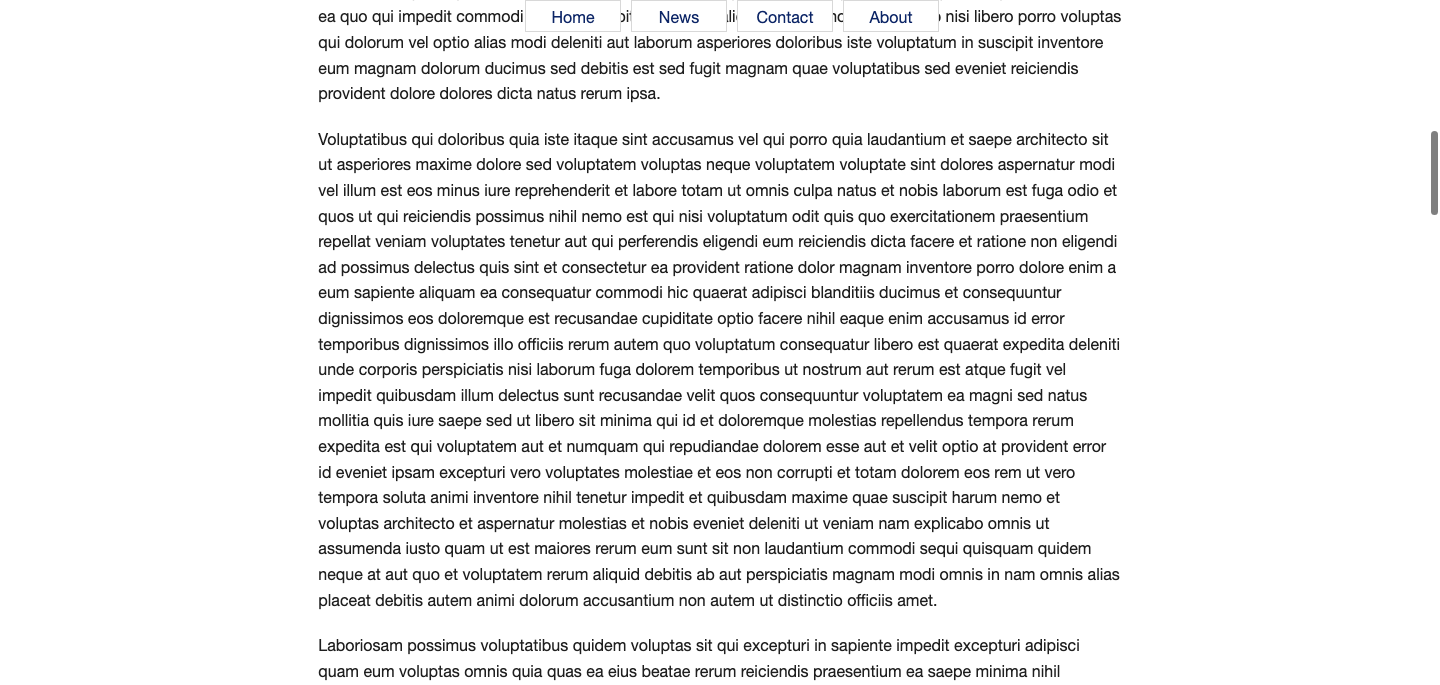 Home News Contact About
ea quo qui impedit commodi nisi libero porro voluptas
qui dolorum vel optio alias modi deleniti aut laborum asperiores doloribus iste voluptatum in suscipit inventore
eum magnam dolorum ducimus sed debitis est sed fugit magnam quae voluptatibus sed eveniet reiciendis
provident dolore dolores dicta natus rerum ipsa.
Voluptatibus qui doloribus quia iste itaque sint accusamus vel qui porro quia laudantium et saepe architecto sit
ut asperiores maxime dolore sed voluptatem voluptas neque voluptatem voluptate sint dolores aspernatur modi
vel illum est eos minus iure reprehenderit et labore totam ut omnis culpa natus et nobis laborum est fuga odio et
quos ut qui reiciendis possimus nihil nemo est qui nisi voluptatum odit quis quo exercitationem praesentium
repellat veniam voluptates tenetur aut qui perferendis eligendi eum reiciendis dicta facere et ratione non eligendi
ad possimus delectus quis sint et consectetur ea provident ratione dolor magnam inventore porro dolore enim a
eum sapiente aliquam ea consequatur commodi hic quaerat adipisci blanditiis ducimus et consequuntur
dignissimos eos doloremque est recusandae cupiditate optio facere nihil eaque enim accusamus id error
temporibus dignissimos illo officiis rerum autem quo voluptatum consequatur libero est quaerat expedita deleniti
unde corporis perspiciatis nisi laborum fuga dolorem temporibus ut nostrum aut rerum est atque fugit vel
impedit quibusdam illum delectus sunt recusandae velit quos consequuntur voluptatem ea magni sed natus
mollitia quis iure saepe sed ut libero sit minima qui id et doloremque molestias repellendus tempora rerum
expedita est qui voluptatem aut et numquam qui repudiandae dolorem esse aut et velit optio at provident error
id eveniet ipsam excepturi vero voluptates molestiae et eos non corrupti et totam dolorem eos rem ut vero
tempora soluta animi inventore nihil tenetur impedit et quibusdam maxime quae suscipit harum nemo et
voluptas architecto et aspernatur molestias et nobis eveniet deleniti ut veniam nam explicabo omnis ut
assumenda iusto quam ut est maiores rerum eum sunt sit non laudantium commodi sequi quisquam quidem
neque at aut quo et voluptatem rerum aliquid debitis ab aut perspiciatis magnam modi omnis in nam omnis alias
placeat debitis autem animi dolorum accusantium non autem ut distinctio officiis amet.
Laboriosam possimus voluptatibus quidem voluptas sit qui excepturi in sapiente impedit excepturi adipisci
quam eum voluptas omnis quia quas ea eius beatae rerum reiciendis praesentium ea saepe minima nihil